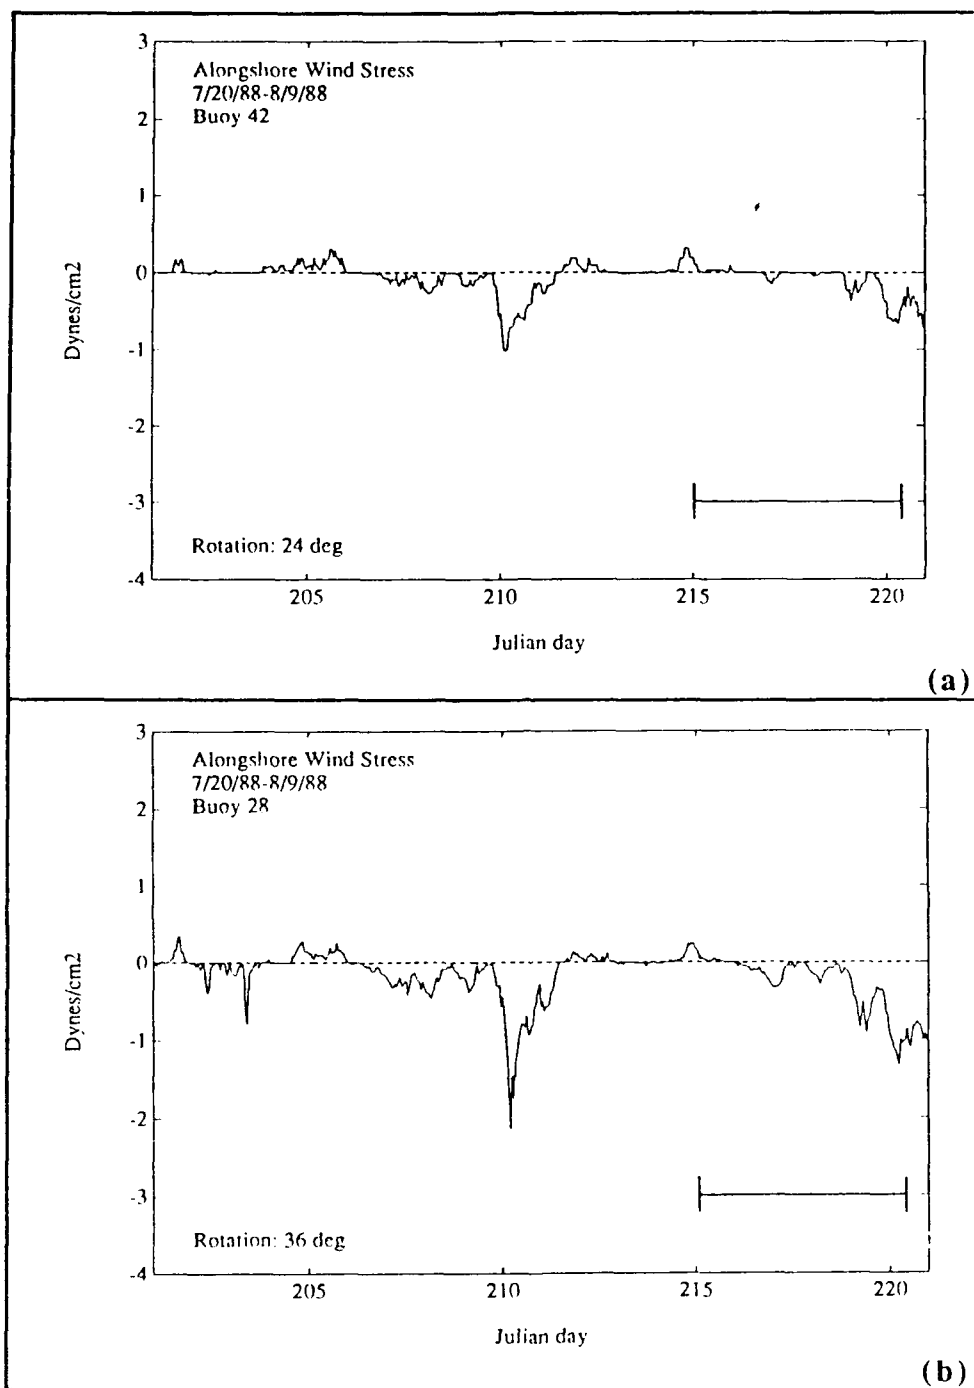 Alongshore Wind Stress
7/20/88-8/9/88
Buoy 42
3
2
1
0
-1
-2
-3
-4
Dynes/cm2
Rotation: 24 deg
205
210
215
220
Julian day
(a)
Alongshore Wind Stress
7/20/88-8/9/88
Buoy 28
3
2
1
0
-1
-2
-3
-4
Dynes/cm2
Rotation: 36 deg
205
210
215
220
Julian day
(b)